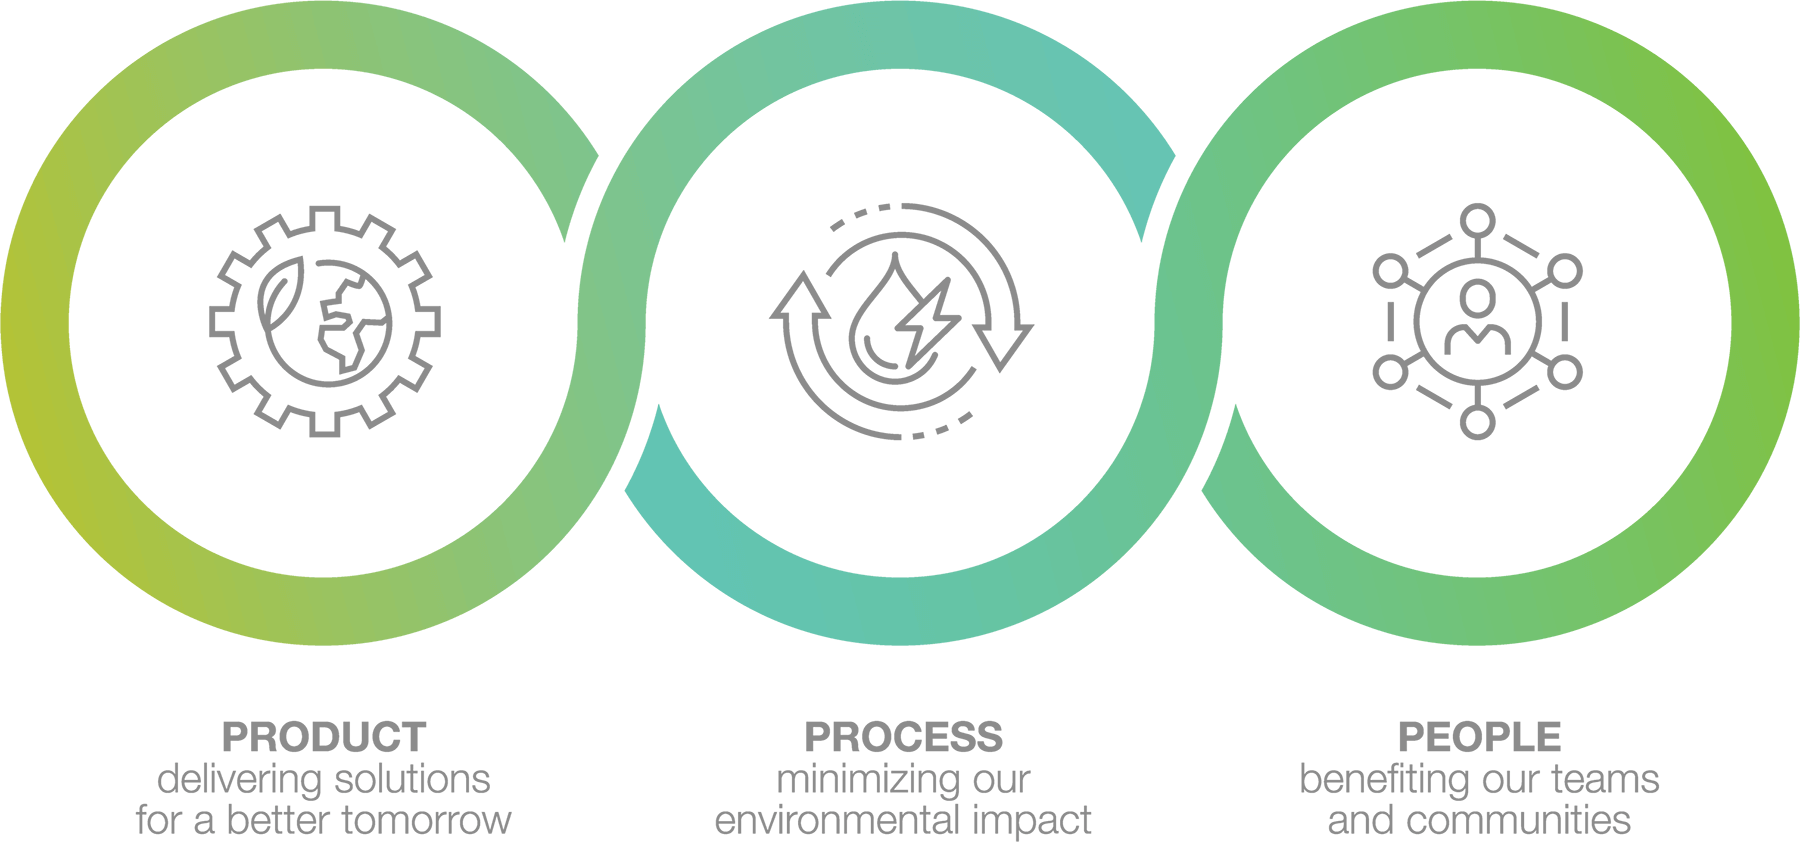 PRODUCT
delivering solutions
for a better tomorrow
PROCESS
minimizing our
environmental impact
PEOPLE
benefiting our teams
and communities